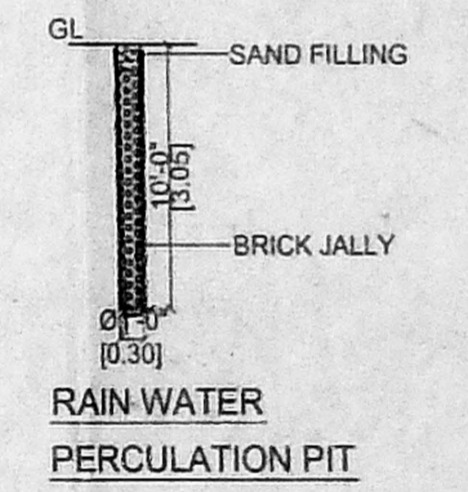 GL
SAND FILLING
10'-0"
[3.05]
BRICK JALLY
Ø1'-0"
[0.30]
RAIN WATER
PERCULATION PIT